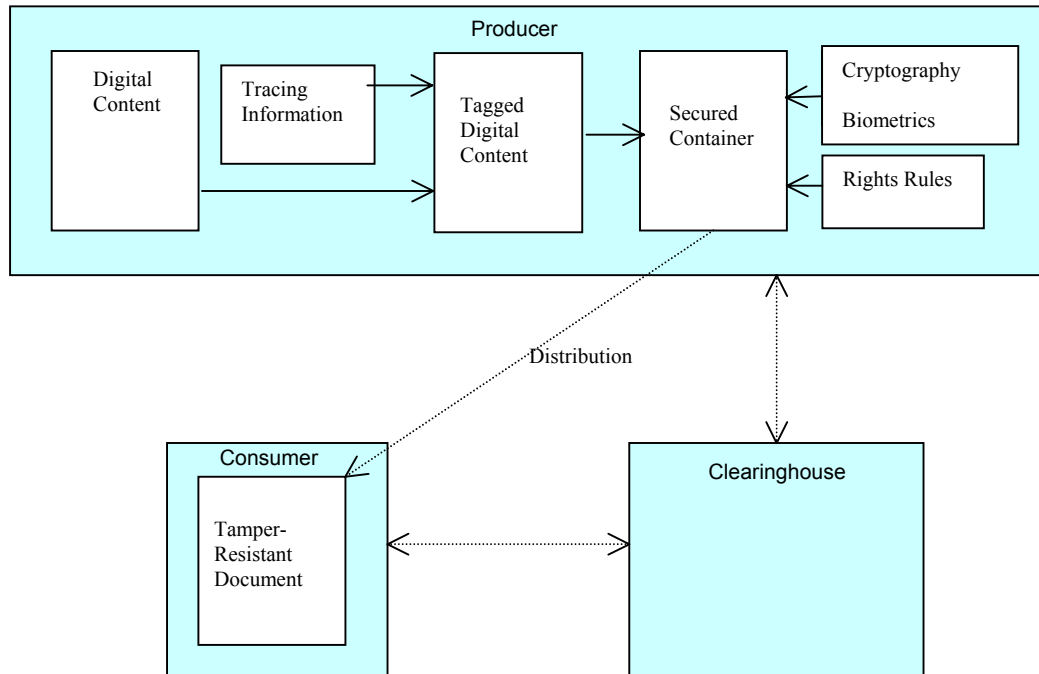 Producer
Digital
Content
Tracing
Information
Tagged
Digital
Content
Secured
Container
Cryptography
Biometrics
Rights Rules
Distribution
Consumer
Tamper-
Resistant
Document
Clearinghouse